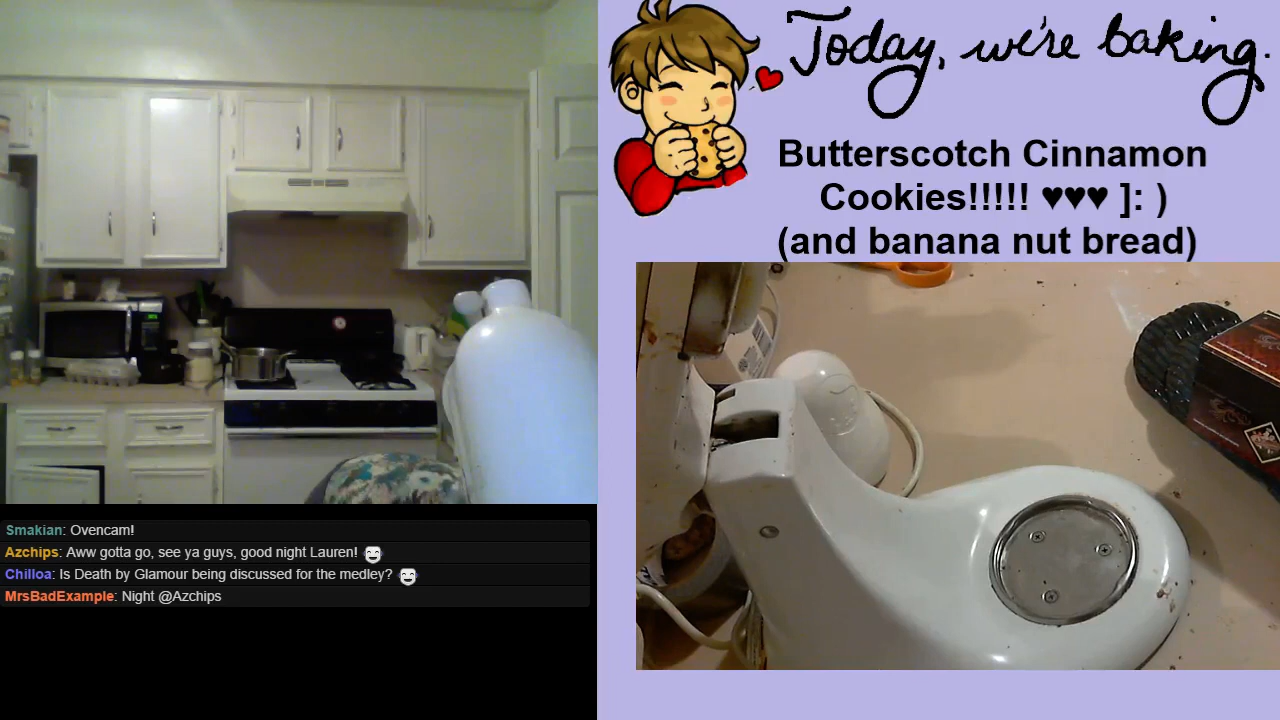 Today, we're baking.
Butterscotch Cinnamon
Cookies!!!!! ♥♥♥ ]: )
(and banana nut bread)
Smakian: Ovencam!
Azchips: Aww gotta go, see ya guys, good night Lauren!
Chilloa: Is Death by Glamour being discussed for the medley?
MrsBadExample: Night @Azchips